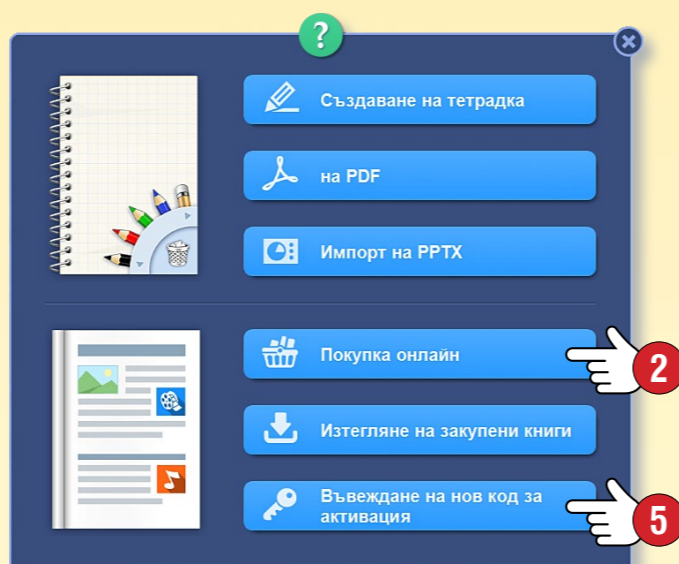 ?
Създаване на тетрадка
на PDF
Импорт на PPTX
Покупка онлайн
2
Изтегляне на закупени книги
Въвеждане на нов код за
активация
5